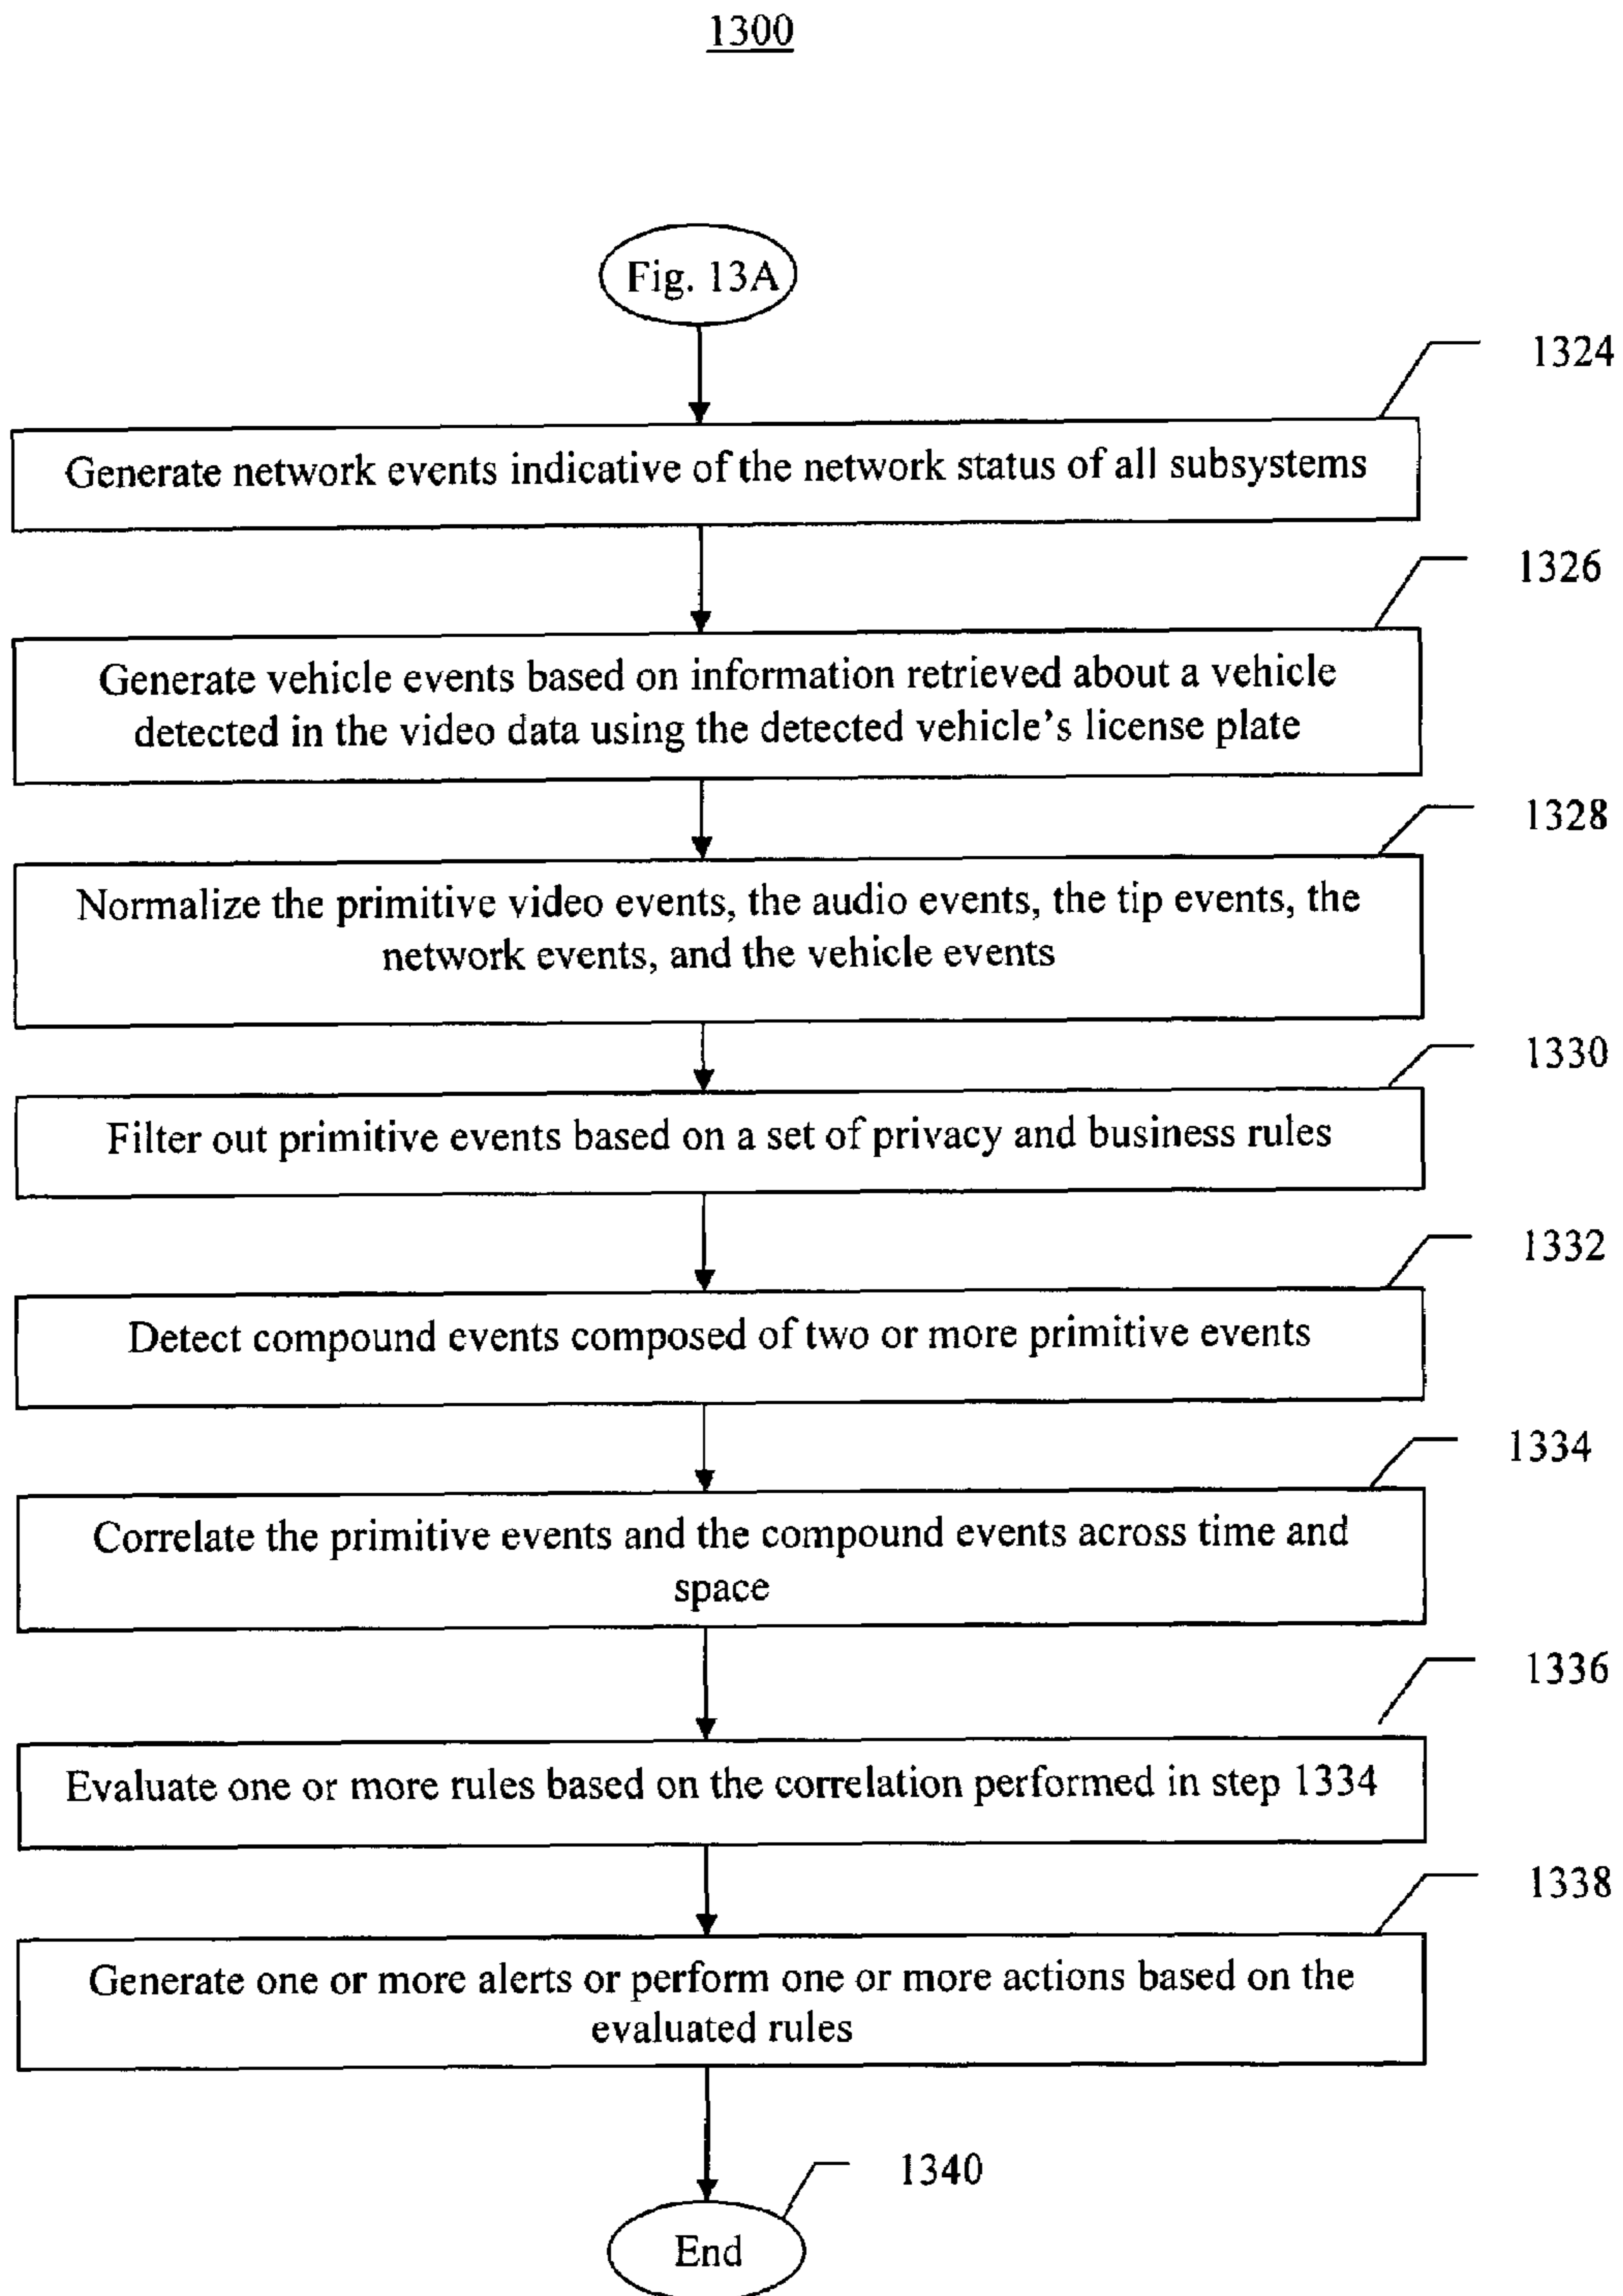 1300
Fig. 13A
1324
Generate network events indicative of the network status of all subsystems
1326
Generate vehicle events based on information retrieved about a vehicle
detected in the video data using the detected vehicle's license plate
1328
Normalize the primitive video events, the audio events, the tip events, the
network events, and the vehicle events
1330
Filter out primitive events based on a set of privacy and business rules
1332
Detect compound events composed of two or more primitive events
1334
Correlate the primitive events and the compound events across time and
space
1336
Evaluate one or more rules based on the correlation performed in step 1334
1338
Generate one or more alerts or perform one or more actions based on the
evaluated rules
1340
End